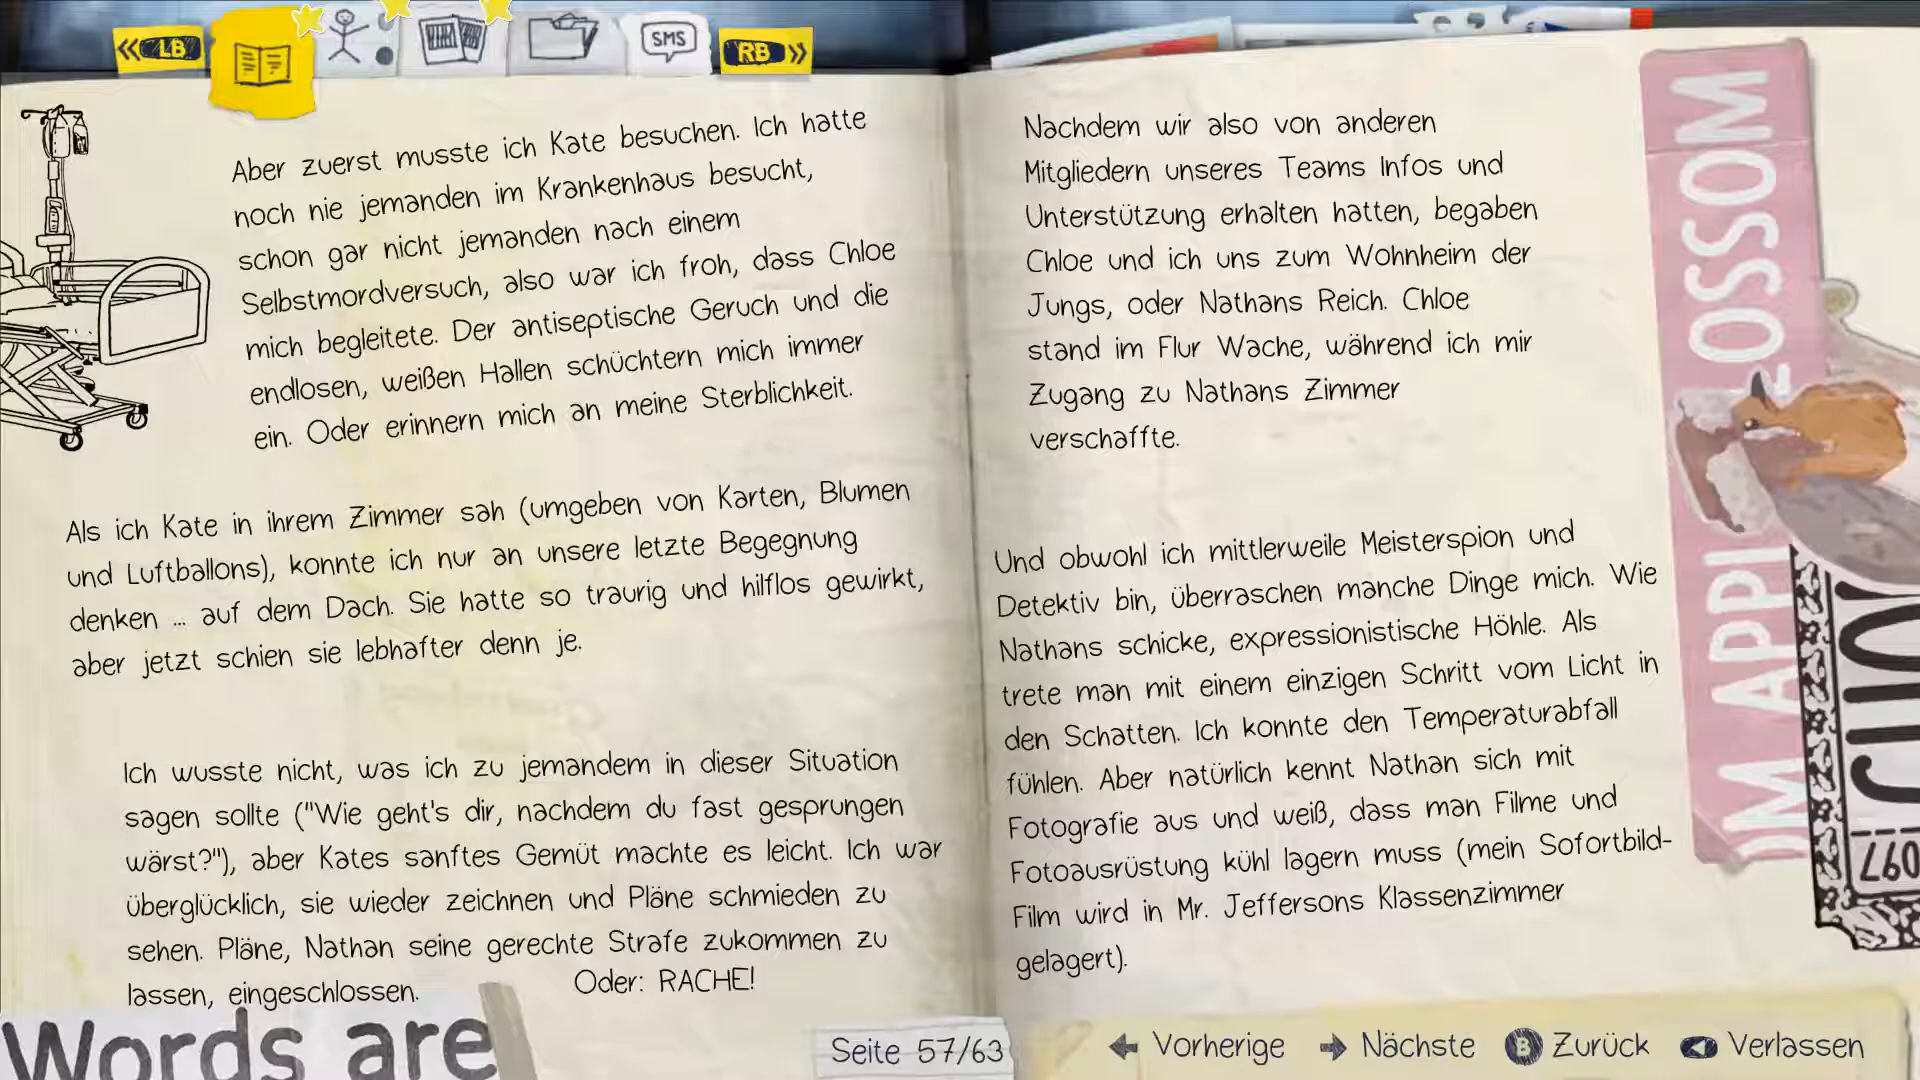 LB
SMS
RB
Aber zuerst musste ich Kate besuchen. Ich hatte
noch nie jemanden im Krankenhaus besucht,
schon gar nicht jemanden nach einem
Selbstmordversuch, also war ich froh, dass Chloe
mich begleitete. Der antiseptische Geruch und die
endlosen, weißen Hallen schüchtern mich immer
ein. Oder erinnern mich an meine Sterblichkeit.
Als ich Kate in ihrem Zimmer sah (umgeben von Karten, Blumen
und Luftballons), konnte ich nur an unsere letzte Begegnung
denken ... auf dem Dach. Sie hatte so traurig und hilflos gewirkt,
aber jetzt schien sie lebhafter denn je.
Ich wusste nicht, was ich zu jemandem in dieser Situation
sagen sollte ("Wie geht's dir, nachdem du fast gesprungen
wärst?"), aber Kates sanftes Gemüt machte es leicht. Ich war
überglücklich, sie wieder zeichnen und Pläne schmieden zu
sehen. Pläne, Nathan seine gerechte Strafe zukommen zu
lassen, eingeschlossen.
Oder: RACHE!
Words are
Nachdem wir also von anderen
Mitgliedern unseres Teams Infos und
Unterstützung erhalten hatten, begaben
Chloe und ich uns zum Wohnheim der
Jungs, oder Nathans Reich. Chloe
stand im Flur Wache, während ich mir
Zugang zu Nathans Zimmer
verschaffte.
Und obwohl ich mittlerweile Meisterspion und
Detektiv bin, überraschen manche Dinge mich. Wie
Nathans schicke, expressionistische Höhle. Als
trete man mit einem einzigen Schritt vom Licht in
den Schatten. Ich konnte den Temperaturabfall
fühlen. Aber natürlich kennt Nathan sich mit
Fotografie aus und weiß, dass man Filme und
Fotoausrüstung kühl lagern muss (mein Sofortbild-
Film wird in Mr. Jeffersons Klassenzimmer
gelagert).
OM APPL
LOSSOM
Seite 57/63
Vorherige
Nächste
B Zurück
Verlassen